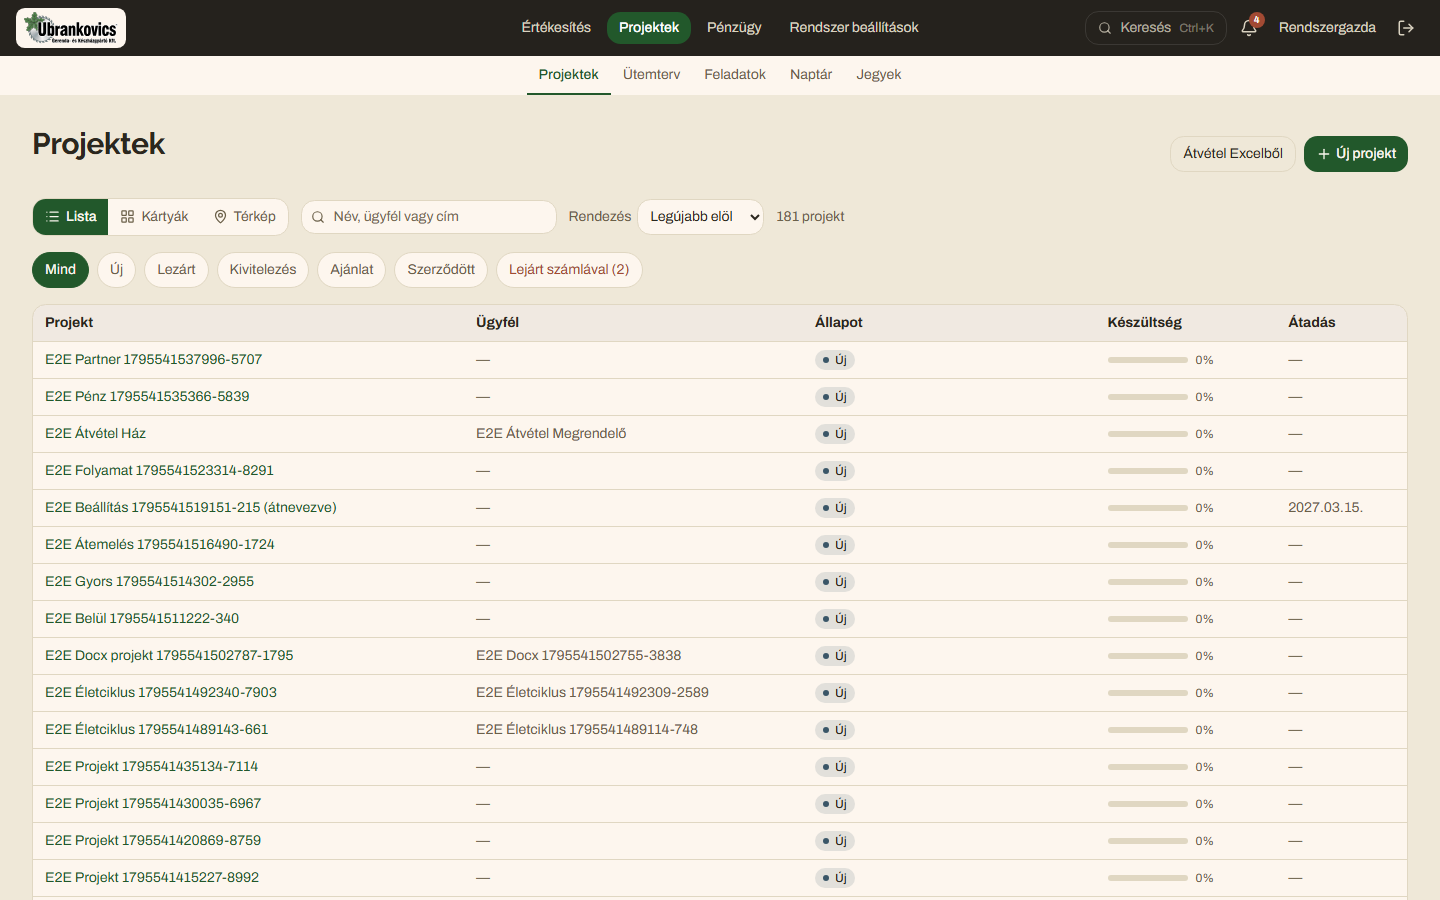 Ubrankovics
Gerenda- és Készházgyártó Kft.
Értékesítés Projektek Pénzügy Rendszer beállítások Keresés Ctrl+K 4 Rendszergazda
Projektek Ütemterv Feladatok Naptár Jegyek
Projektek
Átvétel Excelből + Új projekt
Lista Kártyák Térkép Név, ügyfél vagy cím Rendezés Legújabb elöl 181 projekt
Mind Új Lezárt Kivitelezés Ajánlat Szerződött Lejárt számlával (2)
Projekt Ügyfél Állapot Készültség Átadás
E2E Partner 1795541537996-5707 — Új 0% —
E2E Pénz 1795541535366-5839 — Új 0% —
E2E Átvétel Ház E2E Átvétel Megrendelő Új 0% —
E2E Folyamat 1795541523314-8291 — Új 0% —
E2E Beállítás 1795541519151-215 (átnevezve) — Új 0% 2027.03.15.
E2E Átemelés 1795541516490-1724 — Új 0% —
E2E Gyors 1795541514302-2955 — Új 0% —
E2E Belül 1795541511222-340 — Új 0% —
E2E Docx projekt 1795541502787-1795 E2E Docx 1795541502755-3838 Új 0% —
E2E Életciklus 1795541492340-7903 E2E Életciklus 1795541492309-2589 Új 0% —
E2E Életciklus 1795541489143-661 E2E Életciklus 1795541489114-748 Új 0% —
E2E Projekt 1795541435134-7114 — Új 0% —
E2E Projekt 1795541430035-6967 — Új 0% —
E2E Projekt 1795541420869-8759 — Új 0% —
E2E Projekt 1795541415227-8992 — Új 0% —